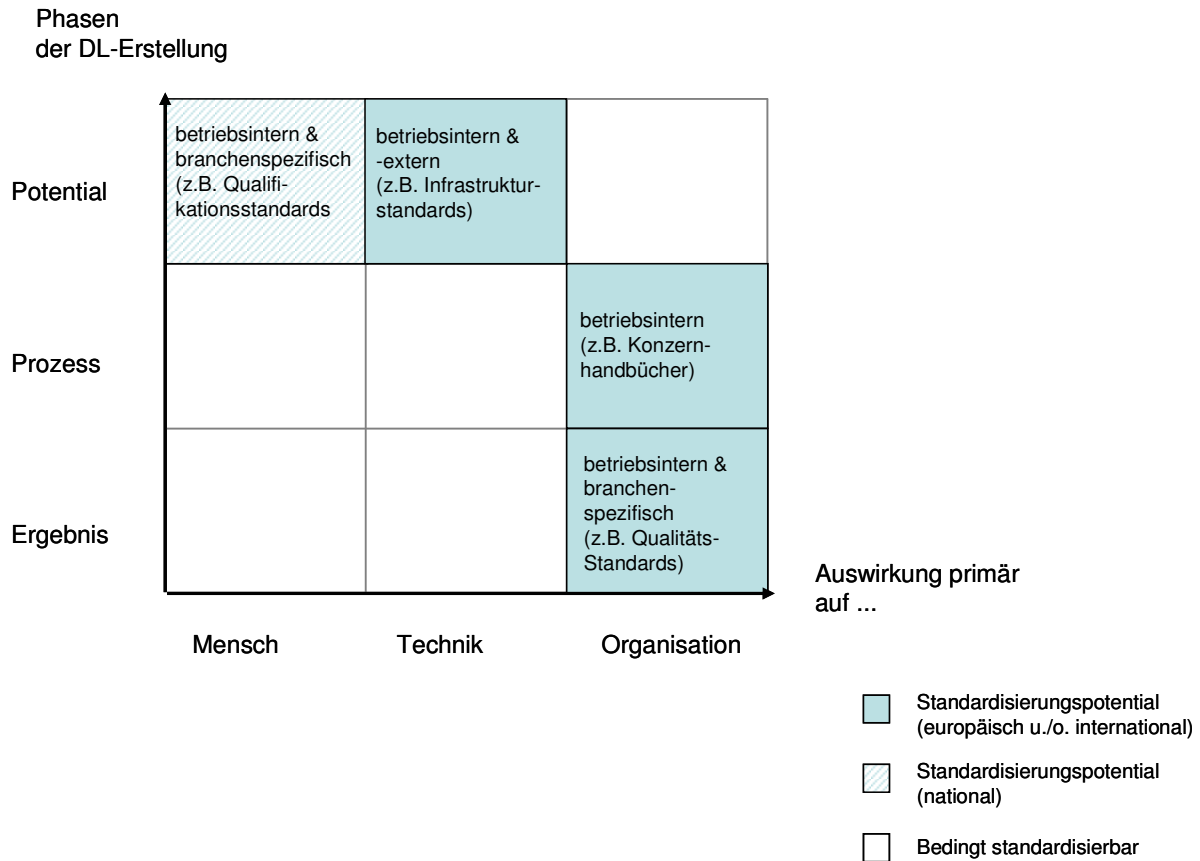 Phasen
der DL-Erstellung
Potential
betriebsintern &
branchenspezifisch
(z.B. Qualifi-
kationsstandards
betriebsintern &
-extern
(z.B. Infrastruktur-
standards)
Prozess
betriebsintern
(z.B. Konzern-
handbücher)
Ergebnis
betriebsintern &
branchen-
spezifisch
(z.B. Qualitäts-
Standards)
Auswirkung primär
auf ...
Mensch
Technik
Organisation
Standardisierungspotential
(europäisch u./o. international)
Standardisierungspotential
(national)
Bedingt standardisierbar